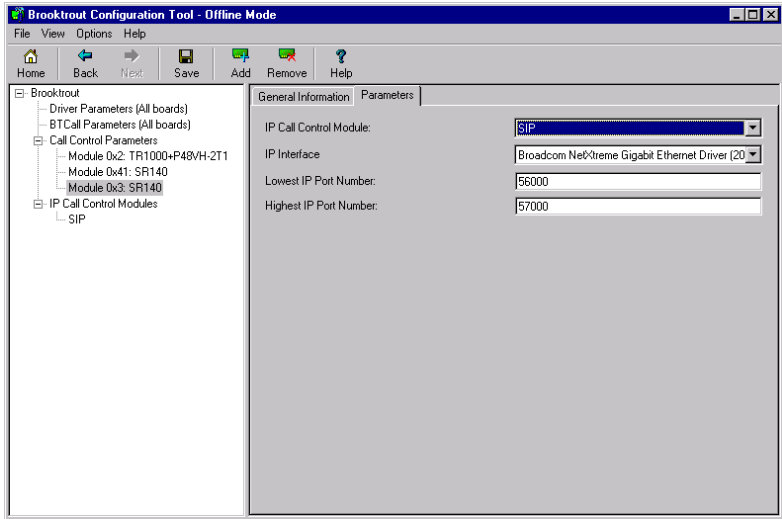 Brooktrout Configuration Tool - Offline Mode
File View Options Help
Home Back Next Save Add Remove Help
Brooktrout
Driver Parameters (All boards)
BTCall Parameters (All boards)
Call Control Parameters
Module 0x2: TR1000+P48VH-2T1
Module 0x41: SR140
Module 0x3: SR140
IP Call Control Modules
SIP
General Information Parameters
IP Call Control Module: SIP
IP Interface Broadcom NetXtreme Gigabit Ethernet Driver (20
Lowest IP Port Number: 56000
Highest IP Port Number: 57000